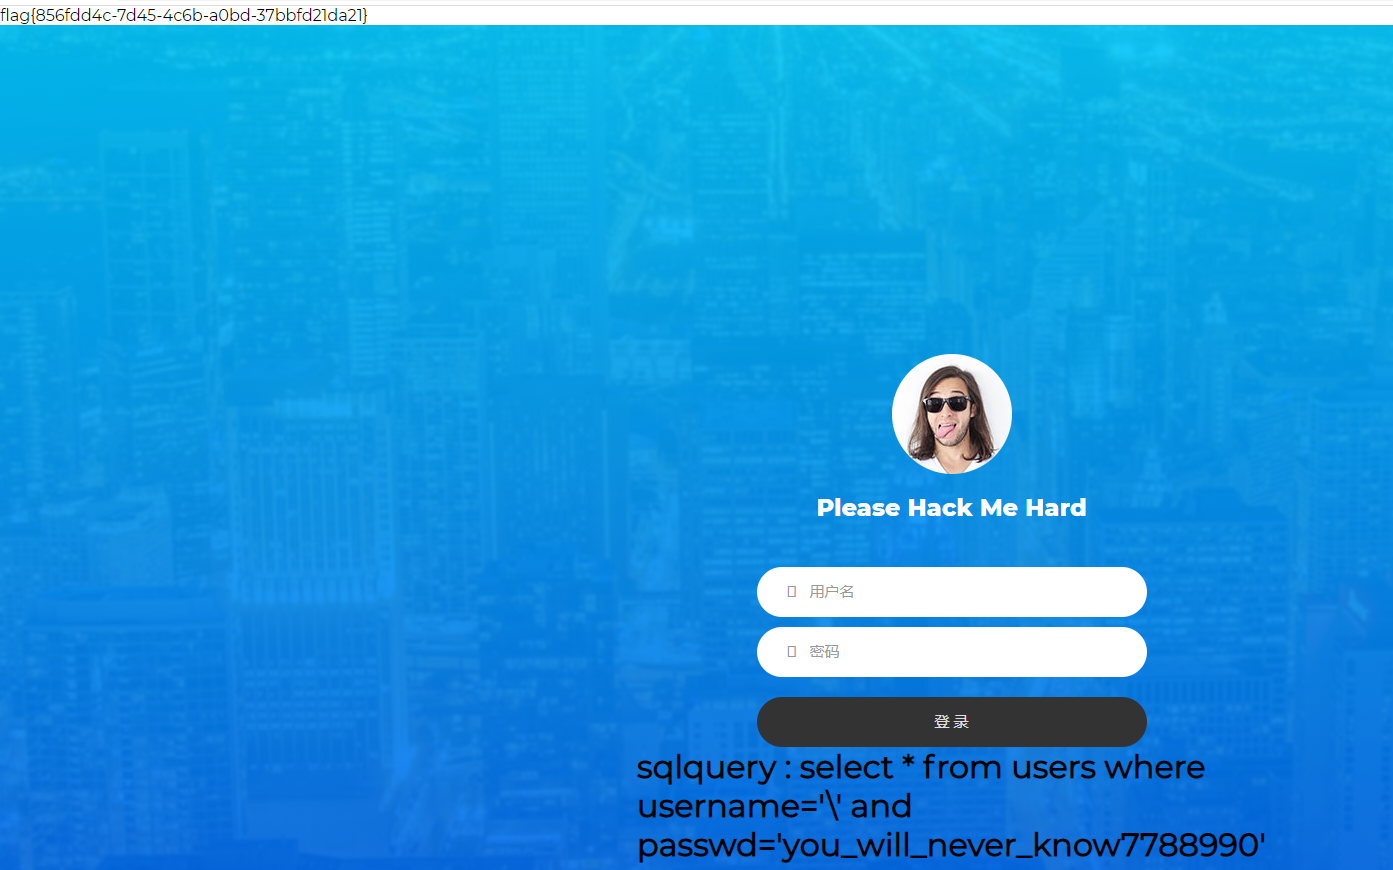 flag{856fdd4c-7d45-4c6b-a0bd-37bbfd21da21}
Please Hack Me Hard
用户名
密码
登 录
sqlquery : select * from users where
username='\' and
passwd='you_will_never_know7788990'